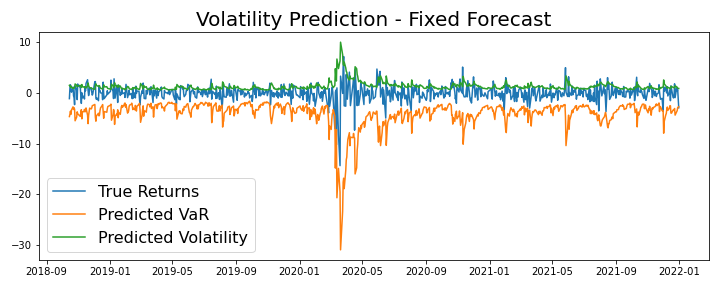 Volatility Prediction - Fixed Forecast
10
0
−10
−20
−30
True Returns
Predicted VaR
Predicted Volatility
2018-09 2019-01 2019-05 2019-09 2020-01 2020-05 2020-09 2021-01 2021-05 2021-09 2022-01